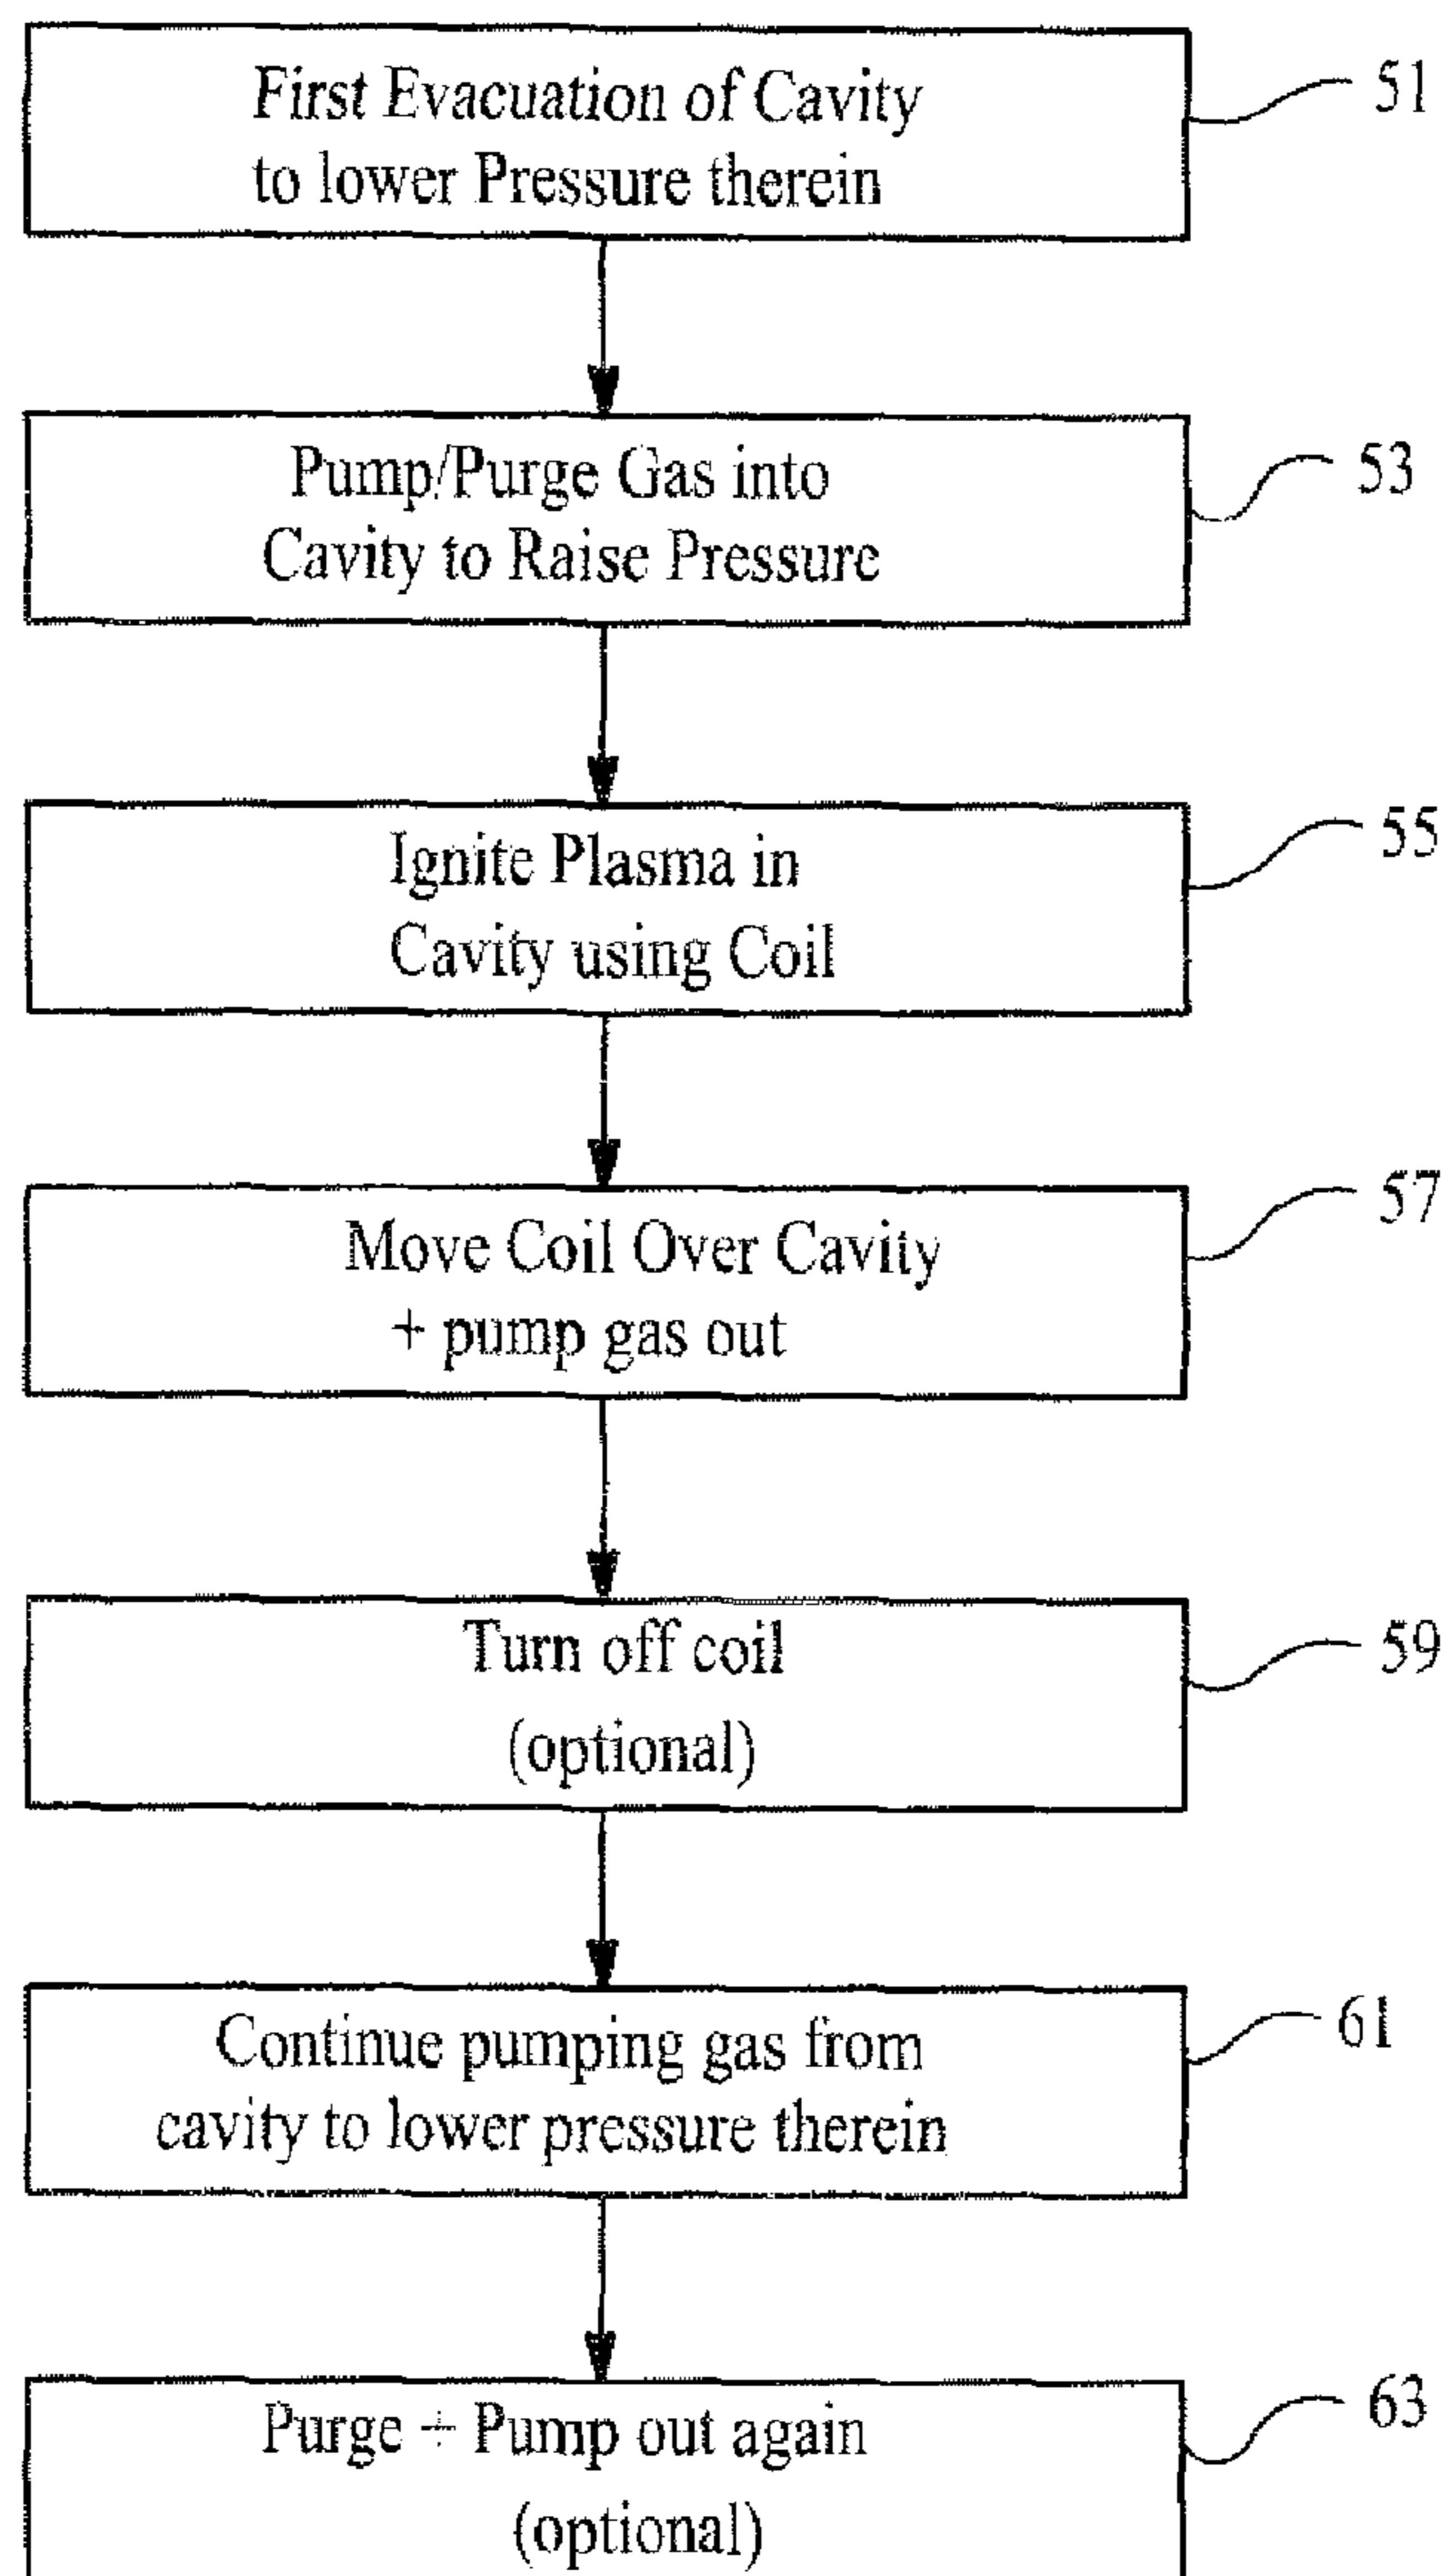 First Evacuation of Cavity
to lower Pressure therein
51
Pump/Purge Gas into
Cavity to Raise Pressure
53
Ignite Plasma in
Cavity using Coil
55
Move Coil Over Cavity
+ pump gas out
57
Turn off coil
(optional)
59
Continue pumping gas from
cavity to lower pressure therein
61
Purge + Pump out again
(optional)
63